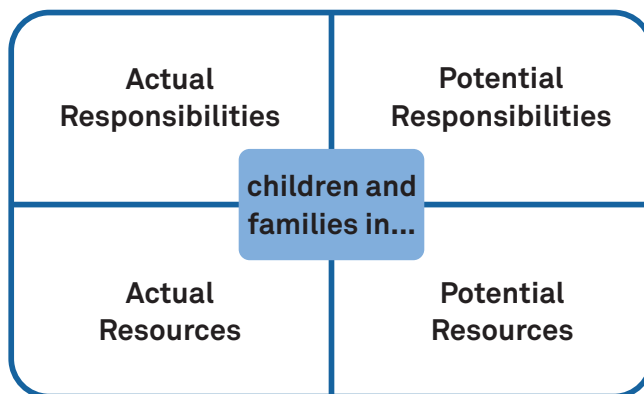 Actual
Responsibilities
Potential
Responsibilities
children and
families in...
Actual
Resources
Potential
Resources